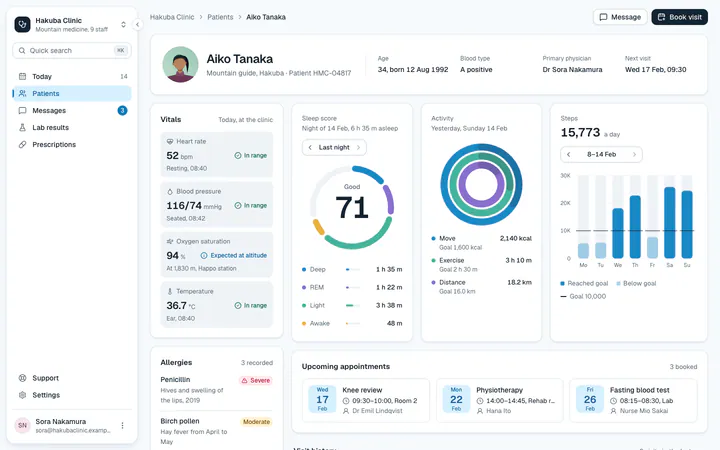 Hakuba Clinic
Mountain medicine, 9 staff
Quick search
⌘K
Today
14
Patients
Messages
3
Lab results
Prescriptions
Support
Settings
SN
Sora Nakamura
sora@hakubaclinic.examp…
Hakuba Clinic > Patients > Aiko Tanaka
Message
Book visit
Aiko Tanaka
Mountain guide, Hakuba · Patient HMC-04817
Age
34, born 12 Aug 1992
Blood type
A positive
Primary physician
Dr Sora Nakamura
Next visit
Wed 17 Feb, 09:30
Vitals
Today, at the clinic
Heart rate
52 bpm
In range
Resting, 08:40
Blood pressure
116/74 mmHg
In range
Seated, 08:42
Oxygen saturation
94 %
Expected at altitude
At 1,830 m, Happo station
Temperature
36.7 °C
In range
Ear, 08:40
Sleep score
Night of 14 Feb, 6 h 35 m asleep
Last night
Good
71
Deep
1 h 35 m
REM
1 h 22 m
Light
3 h 38 m
Awake
48 m
Activity
Yesterday, Sunday 14 Feb
Move
2,140 kcal
Goal 1,600 kcal
Exercise
3 h 10 m
Goal 2 h 30 m
Distance
18.2 km
Goal 16.0 km
Steps
15,773 a day
8–14 Feb
30K
20K
10K
0
Mo Tu We Th Fr Sa Su
Reached goal
Below goal
Goal 10,000
Allergies
3 recorded
Penicillin
Severe
Hives and swelling of
the lips, 2019
Birch pollen
Moderate
Hay fever from April to
May
Upcoming appointments
3 booked
Wed
17
Feb
Knee review
09:30–10:00, Room 2
Dr Emil Lindqvist
Mon
22
Feb
Physiotherapy
14:00–14:45, Rehab r…
Hana Ito
Fri
26
Feb
Fasting blood test
08:15–08:30, Lab
Nurse Mio Sakai